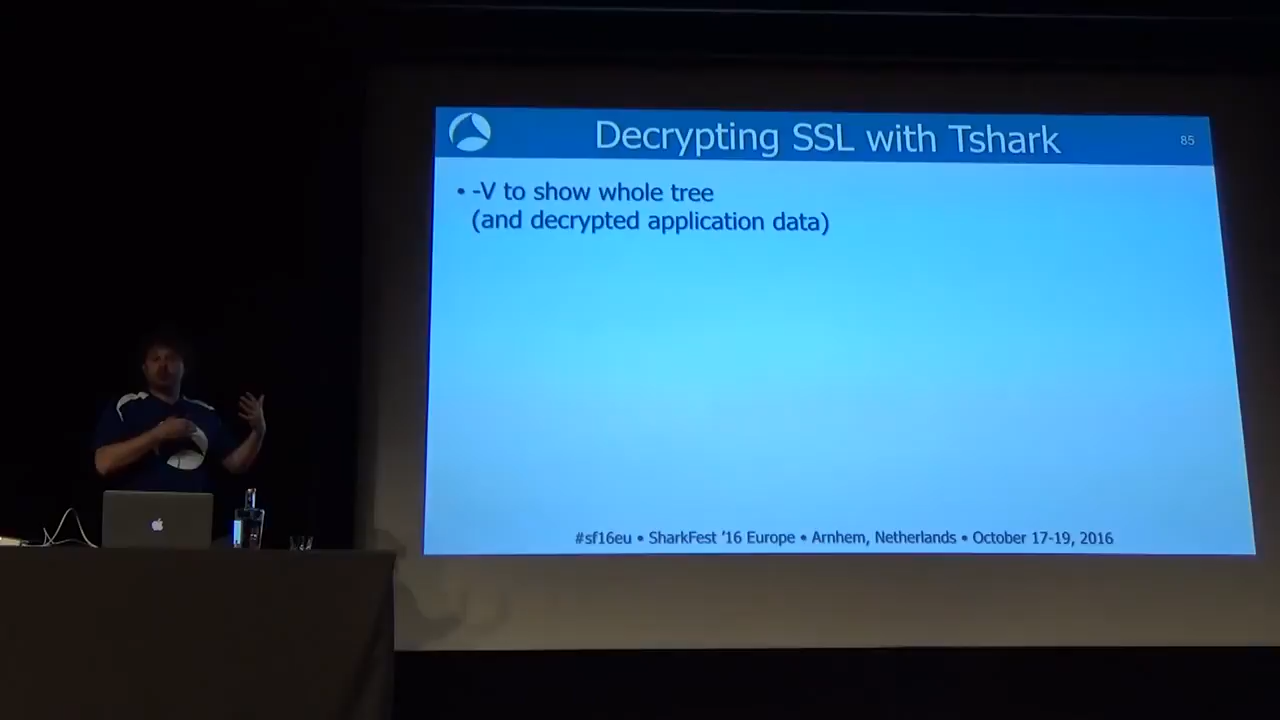 Decrypting SSL with Tshark
85
• -V to show whole tree
(and decrypted application data)
#sf16eu • SharkFest '16 Europe • Arnhem, Netherlands • October 17-19, 2016